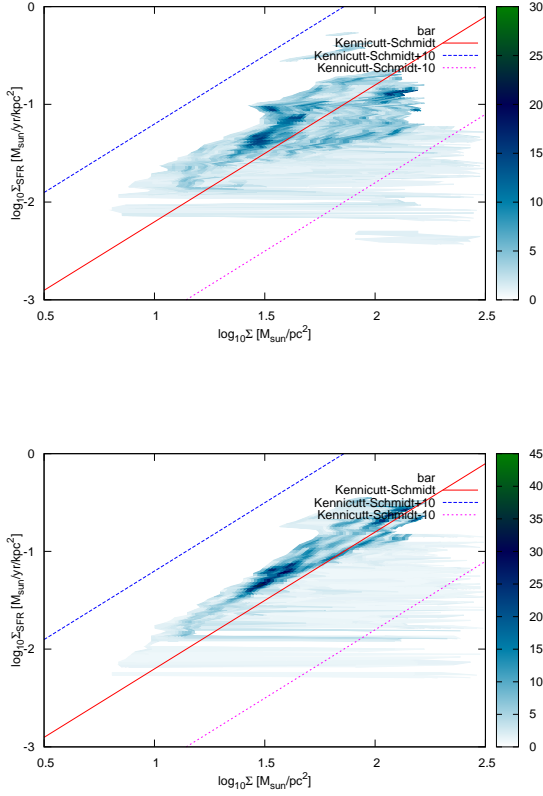 0
-1
-2
-3
0.5
1
1.5
2
2.5
log10Σ [Msun/pc²]
log10ΣSFR [Msun/yr/kpc²]
bar
Kennicutt-Schmidt
Kennicutt-Schmidt+10
Kennicutt-Schmidt-10
30
25
20
15
10
5
0
0
-1
-2
-3
0.5
1
1.5
2
2.5
log10Σ [Msun/pc²]
log10ΣSFR [Msun/yr/kpc²]
bar
Kennicutt-Schmidt
Kennicutt-Schmidt+10
Kennicutt-Schmidt-10
45
40
35
30
25
20
15
10
5
0